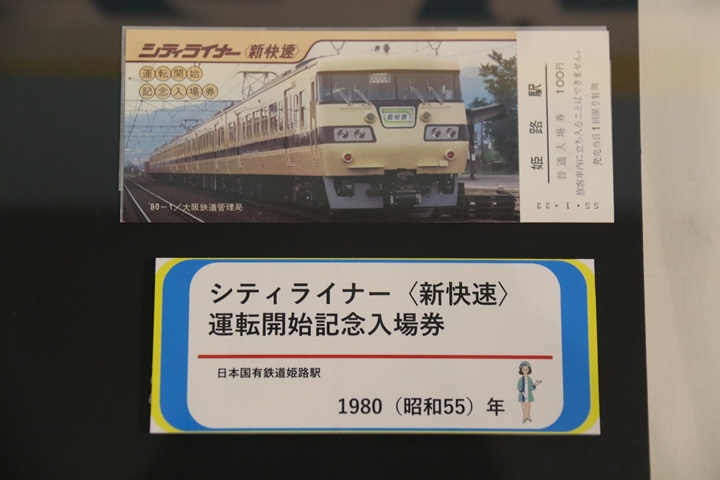 シティライナー〈新快速〉
運転開始
記念入場券
新快速
'80−1／大阪鉄道管理局
姫路駅
普通入場券 100円
旅客車内に立ち入ることはできません。
発売当日1回限り有効
55.-1.22
シティライナー〈新快速〉
運転開始記念入場券
日本国有鉄道姫路駅
1980（昭和55）年